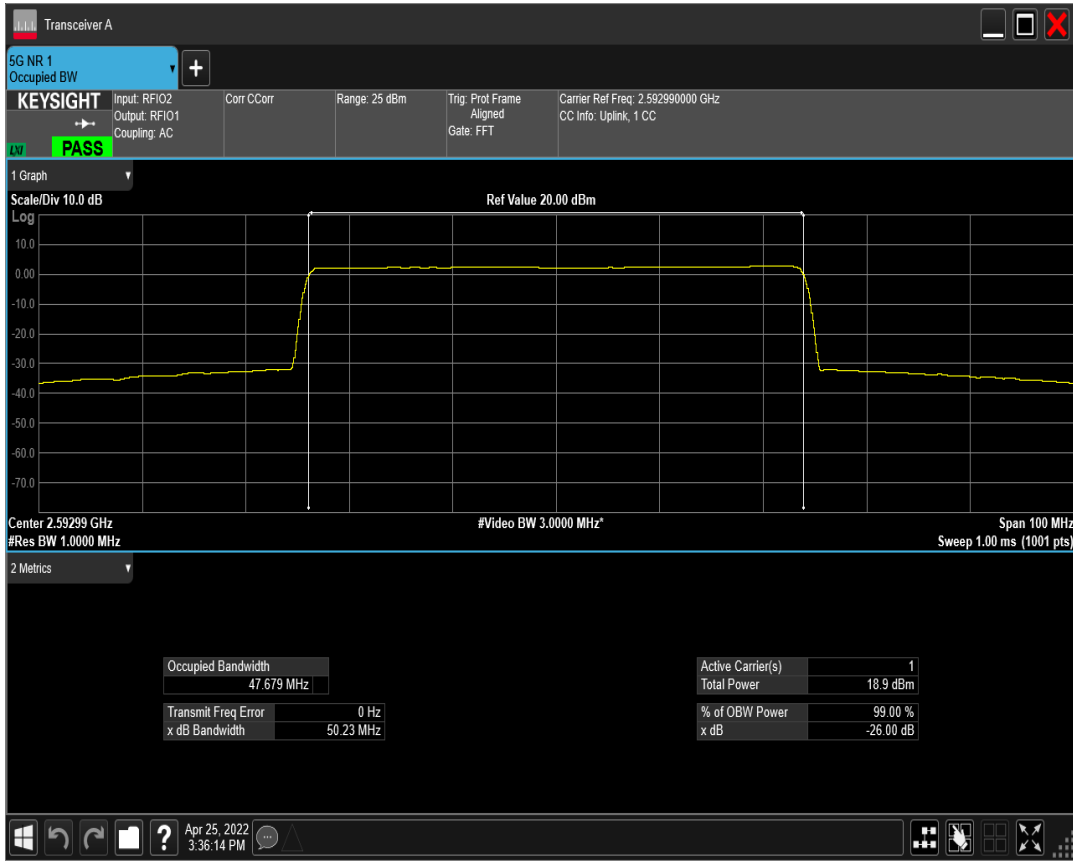 Transceiver A
5G NR 1
Occupied BW
+
KEYSIGHT
LXI
PASS
Input: RFIO2
Output: RFIO1
Coupling: AC
Corr CCorr
Range: 25 dBm
Trig: Prot Frame
Aligned
Gate: FFT
Carrier Ref Freq: 2.592990000 GHz
CC Info: Uplink, 1 CC
1 Graph
Scale/Div 10.0 dB
Ref Value 20.00 dBm
Log
10.0
0.00
-10.0
-20.0
-30.0
-40.0
-50.0
-60.0
-70.0
Center 2.59299 GHz
#Video BW 3.0000 MHz*
Span 100 MHz
#Res BW 1.0000 MHz
Sweep 1.00 ms (1001 pts)
2 Metrics
Occupied Bandwidth
47.679 MHz
Transmit Freq Error 0 Hz
x dB Bandwidth 50.23 MHz
Active Carrier(s) 1
Total Power 18.9 dBm
% of OBW Power 99.00 %
x dB -26.00 dB
?
Apr 25, 2022
3:36:14 PM